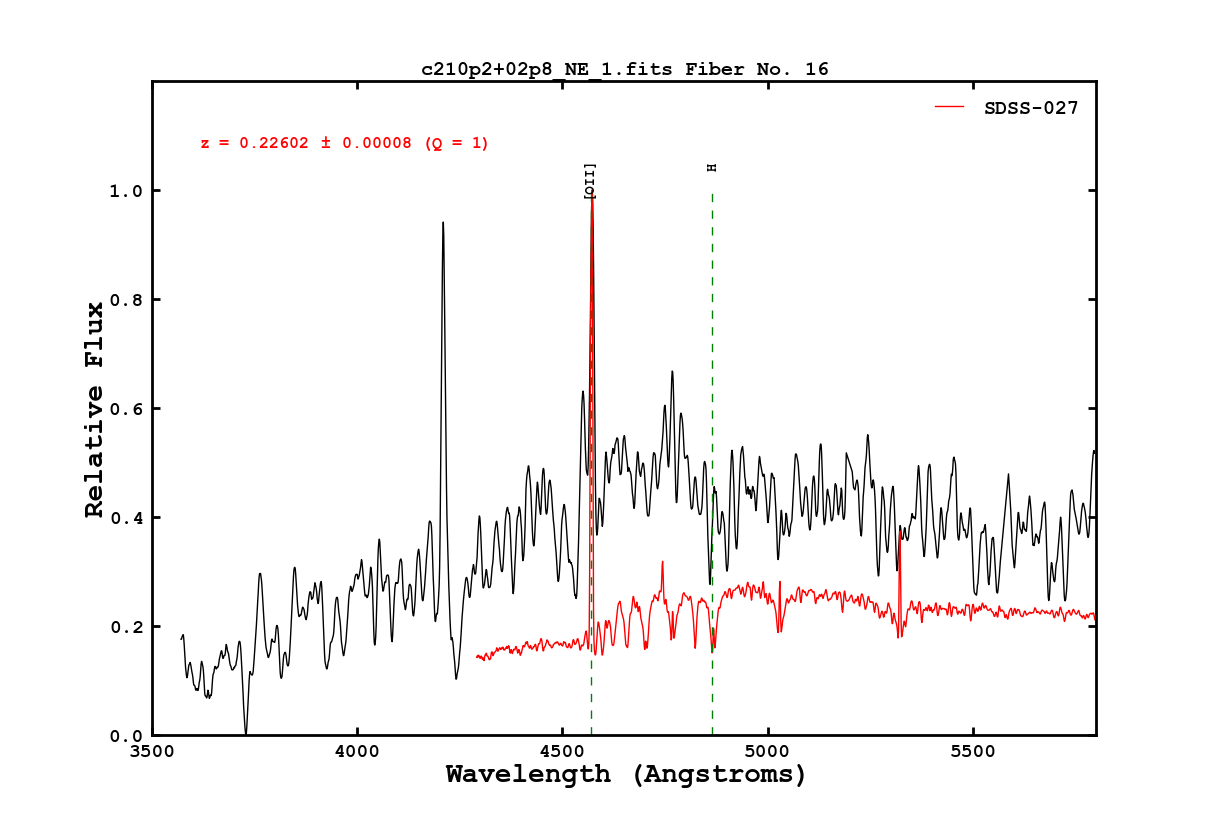 c210p2+02p8_NE_1.fits Fiber No. 16
SDSS-027
z = 0.22602 ± 0.00008 (Q = 1)
[OII]
H
1.0
0.8
0.6
0.4
0.2
0.0
Relative Flux
3500 4000 4500 5000 5500
Wavelength (Angstroms)